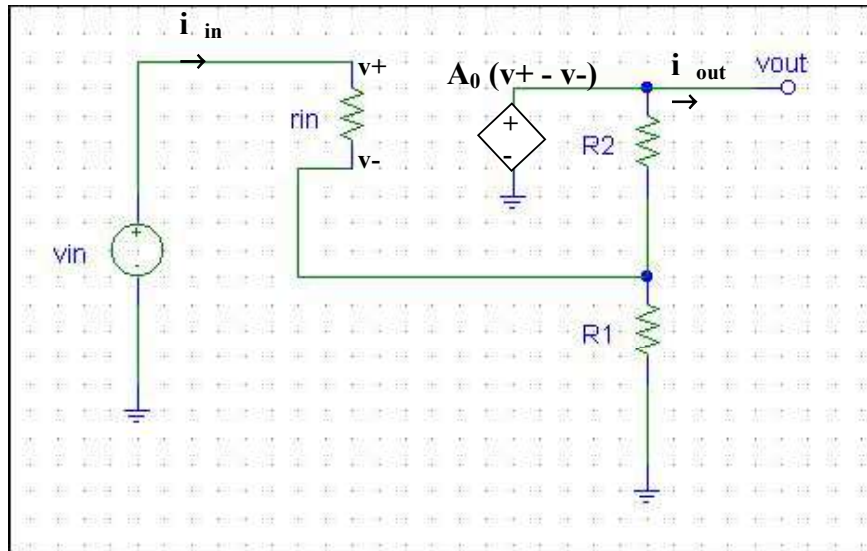 i in
v+
A0 (v+ - v-)
i out
vout
rin
+
R2
v-
-
+
vin
-
R1